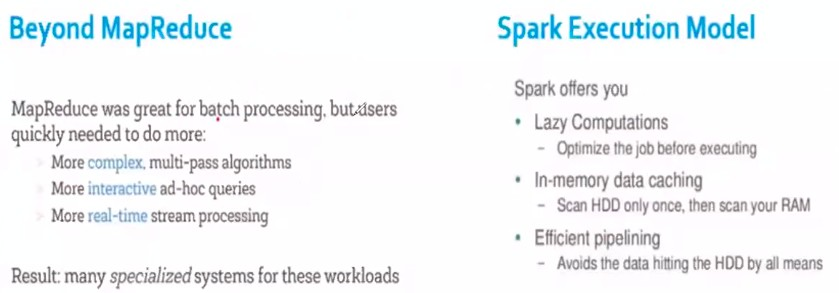 Beyond MapReduce
MapReduce was great for batch processing, but users
quickly needed to do more:
More complex, multi-pass algorithms
More interactive ad-hoc queries
More real-time stream processing
Result: many specialized systems for these workloads
Spark Execution Model
Spark offers you
• Lazy Computations
– Optimize the job before executing
• In-memory data caching
– Scan HDD only once, then scan your RAM
• Efficient pipelining
– Avoids the data hitting the HDD by all means